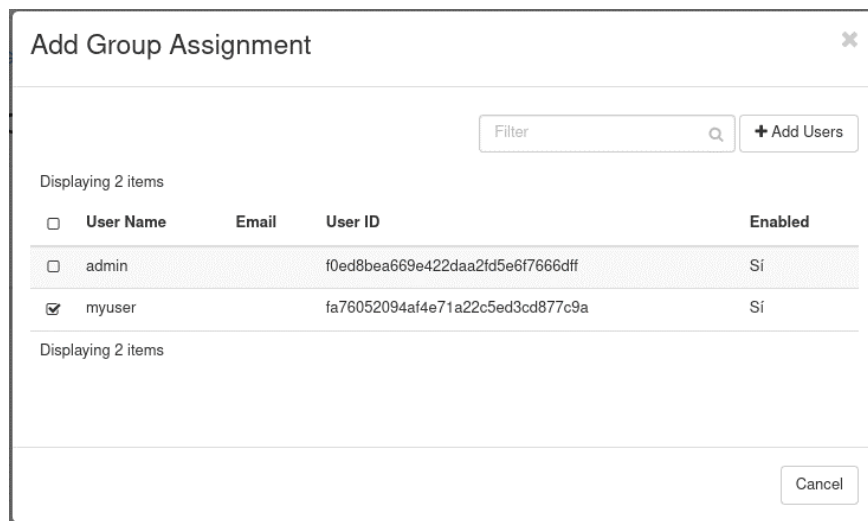 Add Group Assignment
Filter
Add Users
Displaying 2 items
User Name Email User ID Enabled
admin f0ed8bea669e422daa2fd5e6f7666dff Sí
myuser fa76052094af4e71a22c5ed3cd877c9a Sí
Displaying 2 items
Cancel